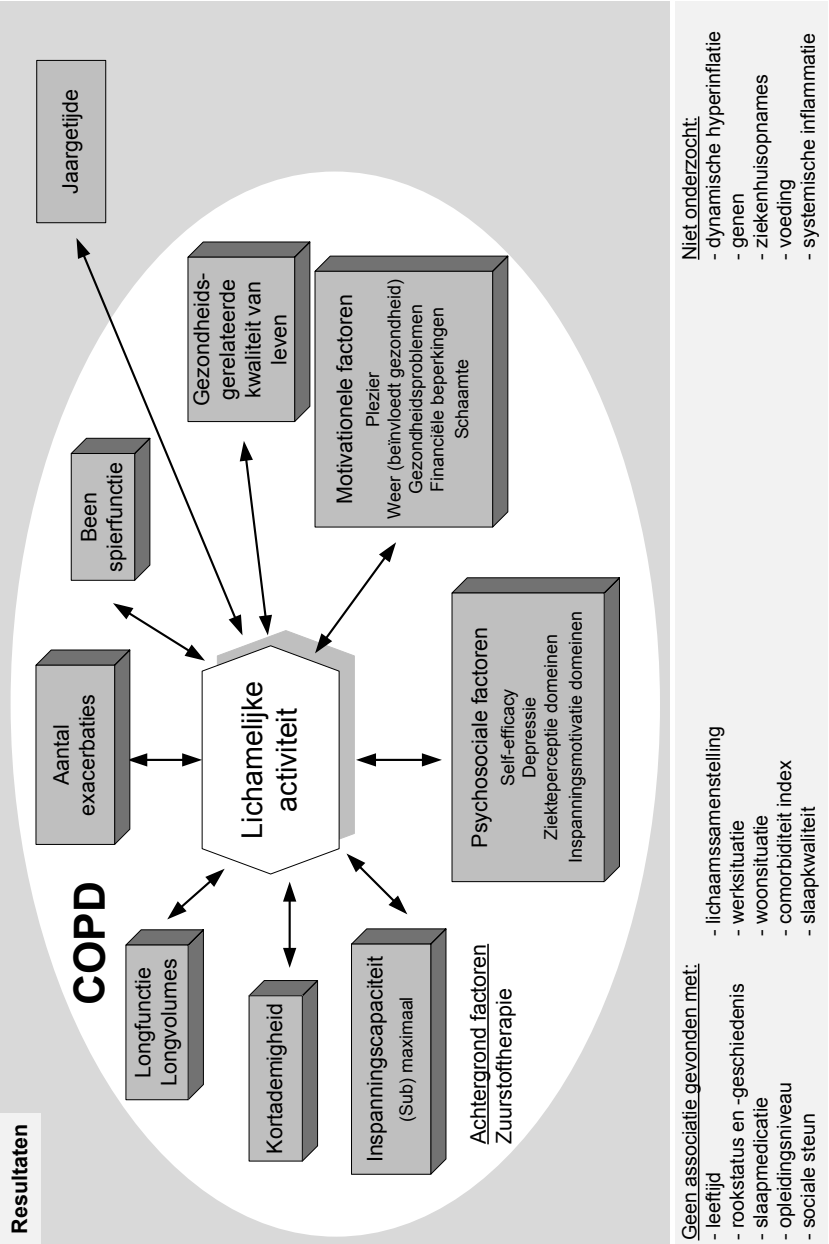 Resultaten
COPD
Longfunctie
Longvolumes
Aantal
exacerbaties
Been
spierfunctie
Jaargetijde
Kortademigheid
Lichamelijke
activiteit
Gezondheids-
gerelateerde
kwaliteit van
leven
Inspanningscapaciteit
(Sub) maximaal
Motivationele factoren
Plezier
Weer (beïnvloedt gezondheid)
Gezondheidsproblemen
Financiële beperkingen
Schaamte
Psychosociale factoren
Self-efficacy
Depressie
Ziekteperceptie domeinen
Inspanningsmotivatie domeinen
Achtergrond factoren
Zuurstoftherapie
Geen associatie gevonden met:
- leeftijd
- rookstatus en -geschiedenis
- slaapmedicatie
- opleidingsniveau
- sociale steun
- lichaamssamenstelling
- werksituatie
- woonsituatie
- comorbiditeit index
- slaapkwaliteit
Niet onderzocht:
- dynamische hyperinflatie
- genen
- ziekenhuisopnames
- voeding
- systemische inflammatie